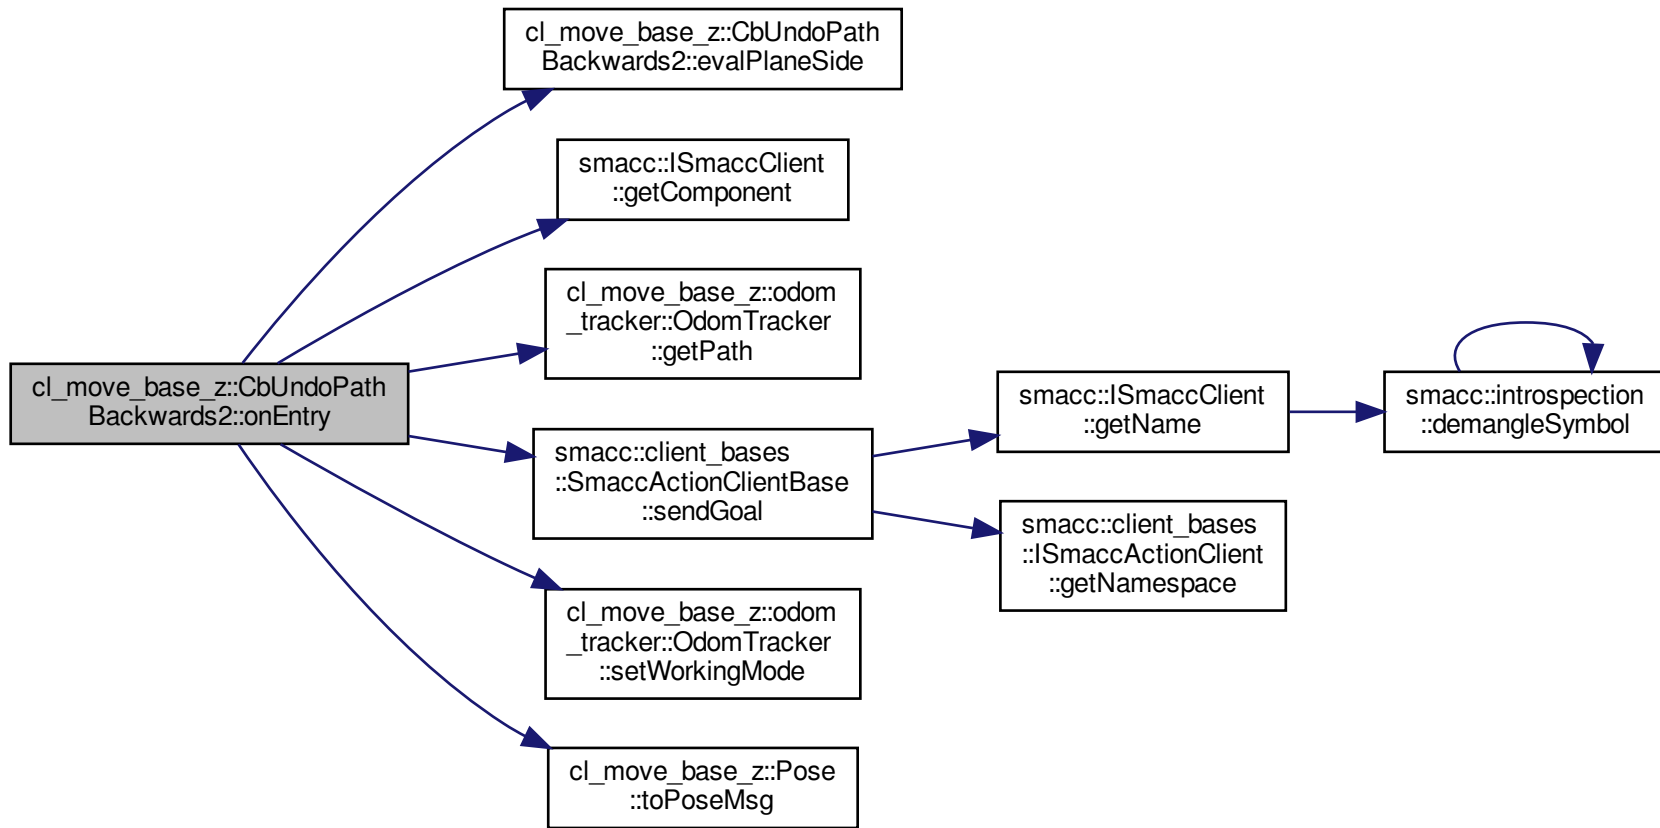 cl_move_base_z::CbUndoPath
Backwards2::onEntry
cl_move_base_z::CbUndoPath
Backwards2::evalPlaneSide
smacc::ISmaccClient
::getComponent
cl_move_base_z::odom
_tracker::OdomTracker
::getPath
smacc::client_bases
::SmaccActionClientBase
::sendGoal
cl_move_base_z::odom
_tracker::OdomTracker
::setWorkingMode
cl_move_base_z::Pose
::toPoseMsg
smacc::ISmaccClient
::getName
smacc::client_bases
::ISmaccActionClient
::getNamespace
smacc::introspection
::demangleSymbol